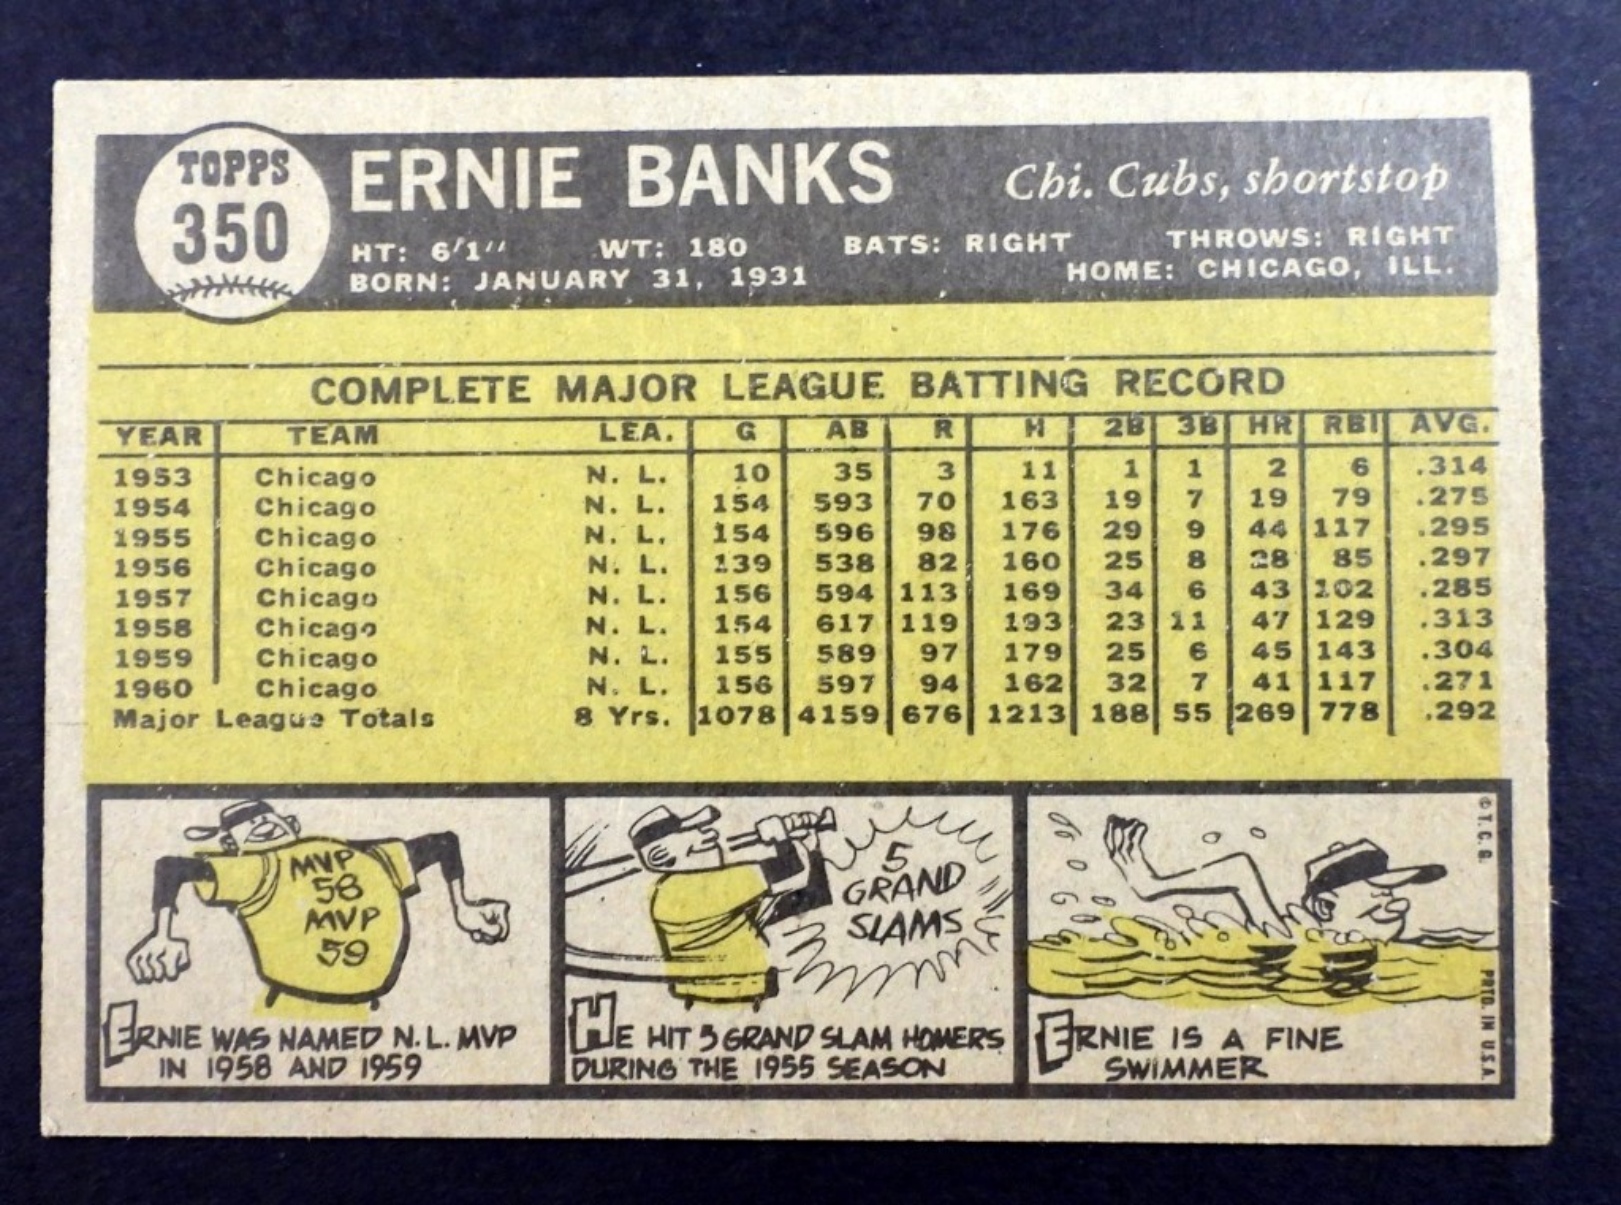 TOPPS
350
ERNIE BANKS Chi. Cubs, shortstop
HT: 6'1" WT: 180 BATS: RIGHT THROWS: RIGHT
BORN: JANUARY 31, 1931 HOME: CHICAGO, ILL.
COMPLETE MAJOR LEAGUE BATTING RECORD
YEAR TEAM LEA. G AB R H 2B 3B HR RBI AVG.
1953 Chicago N. L. 10 35 3 11 1 1 2 6 .314
1954 Chicago N. L. 154 593 70 163 19 7 19 79 .275
1955 Chicago N. L. 154 596 98 176 29 9 44 117 .295
1956 Chicago N. L. 139 538 82 160 25 8 28 85 .297
1957 Chicago N. L. 156 594 113 169 34 6 43 102 .285
1958 Chicago N. L. 154 617 119 193 23 11 47 129 .313
1959 Chicago N. L. 155 589 97 179 25 6 45 143 .304
1960 Chicago N. L. 156 597 94 162 32 7 41 117 .271
Major League Totals 8 Yrs. 1078 4159 676 1213 188 55 269 778 .292
MVP
58
MVP
59
ERNIE WAS NAMED N.L. MVP
IN 1958 AND 1959
5
GRAND
SLAMS
HE HIT 5 GRAND SLAM HOMERS
DURING THE 1955 SEASON
ERNIE IS A FINE
SWIMMER
© T. C. G.
PRTD. IN U.S.A.